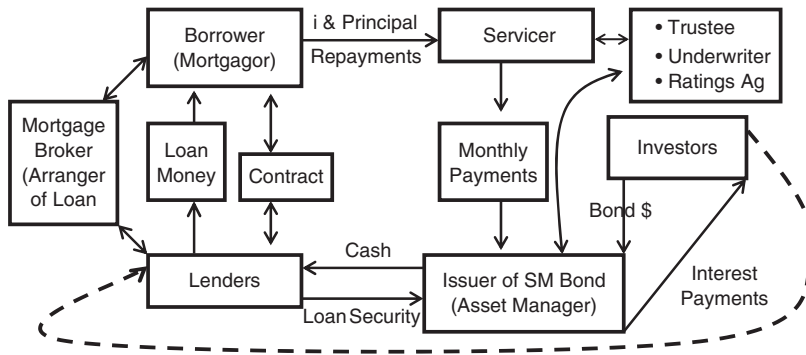 Borrower
(Mortgagor)
i & Principal
Repayments
Servicer
• Trustee
• Underwriter
• Ratings Ag
Mortgage
Broker
(Arranger
of Loan
Loan
Money
Contract
Monthly
Payments
Investors
Bond $
Lenders
Cash
Loan Security
Issuer of SM Bond
(Asset Manager)
Interest
Payments